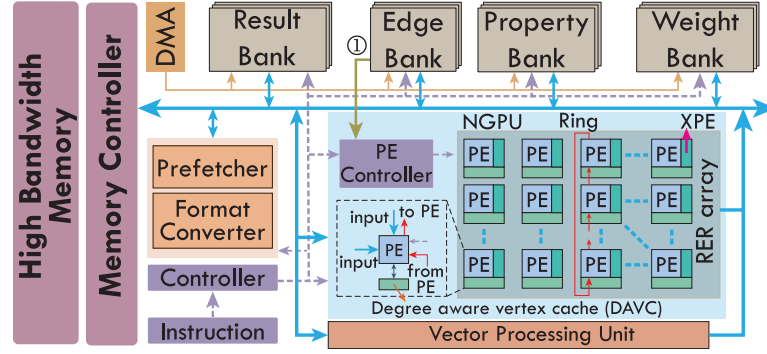 High Bandwidth
Memory
Memory Controller
DMA
Result
Bank
①
Edge
Bank
Property
Bank
Weight
Bank
Prefetcher
Format
Converter
Controller
Instruction
PE
Controller
NGPU
Ring
XPE
PE
PE
PE
PE
PE
PE
PE
PE
PE
PE
PE
PE
RER array
input
to PE
PE
input
from
PE
Degree aware vertex cache (DAVC)
Vector Processing Unit